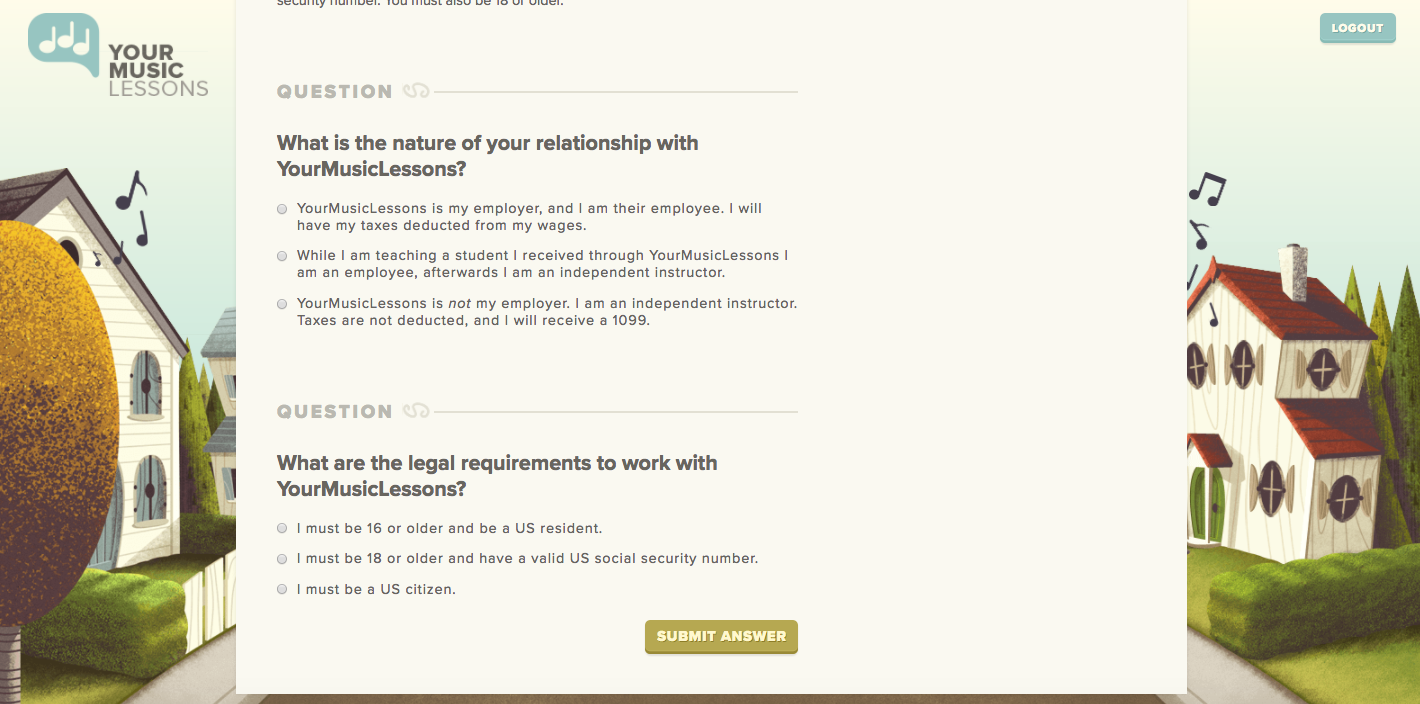 security number. You must also be 18 or older.
YOUR
MUSIC
LESSONS
LOGOUT
QUESTION
What is the nature of your relationship with
YourMusicLessons?
YourMusicLessons is my employer, and I am their employee. I will
have my taxes deducted from my wages.
While I am teaching a student I received through YourMusicLessons I
am an employee, afterwards I am an independent instructor.
YourMusicLessons is not my employer. I am an independent instructor.
Taxes are not deducted, and I will receive a 1099.
QUESTION
What are the legal requirements to work with
YourMusicLessons?
I must be 16 or older and be a US resident.
I must be 18 or older and have a valid US social security number.
I must be a US citizen.
SUBMIT ANSWER